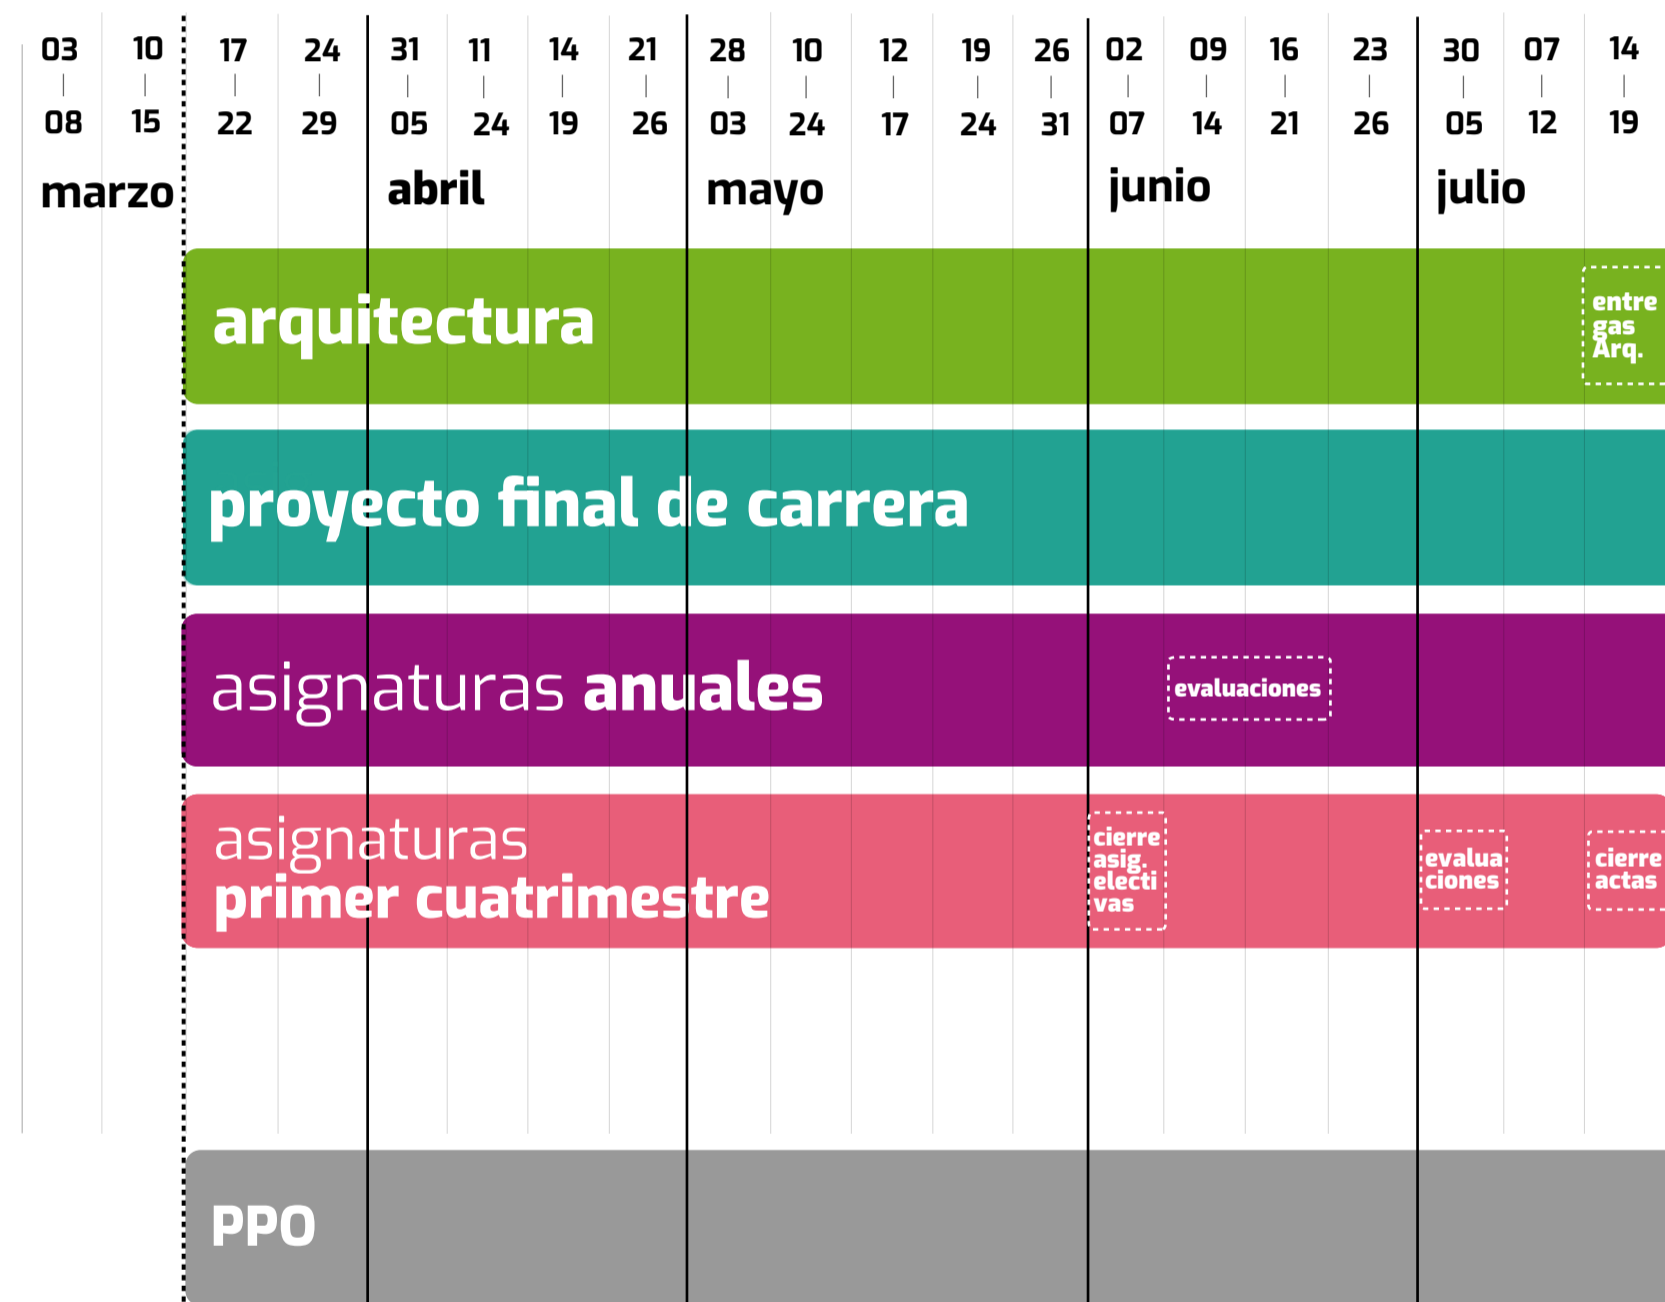 03 10 17 24 31 11 14 21 28 10 12 19 26 02 09 16 23 30 07 14
08 15 22 29 05 24 19 26 03 24 17 24 31 07 14 21 26 05 12 19
marzo abril mayo junio julio
arquitectura
entre
gas
Arq.
proyecto final de carrera
asignaturas anuales
evaluaciones
asignaturas
primer cuatrimestre
cierre
asig.
electi
vas
evalua
ciones
cierre
actas
PPO